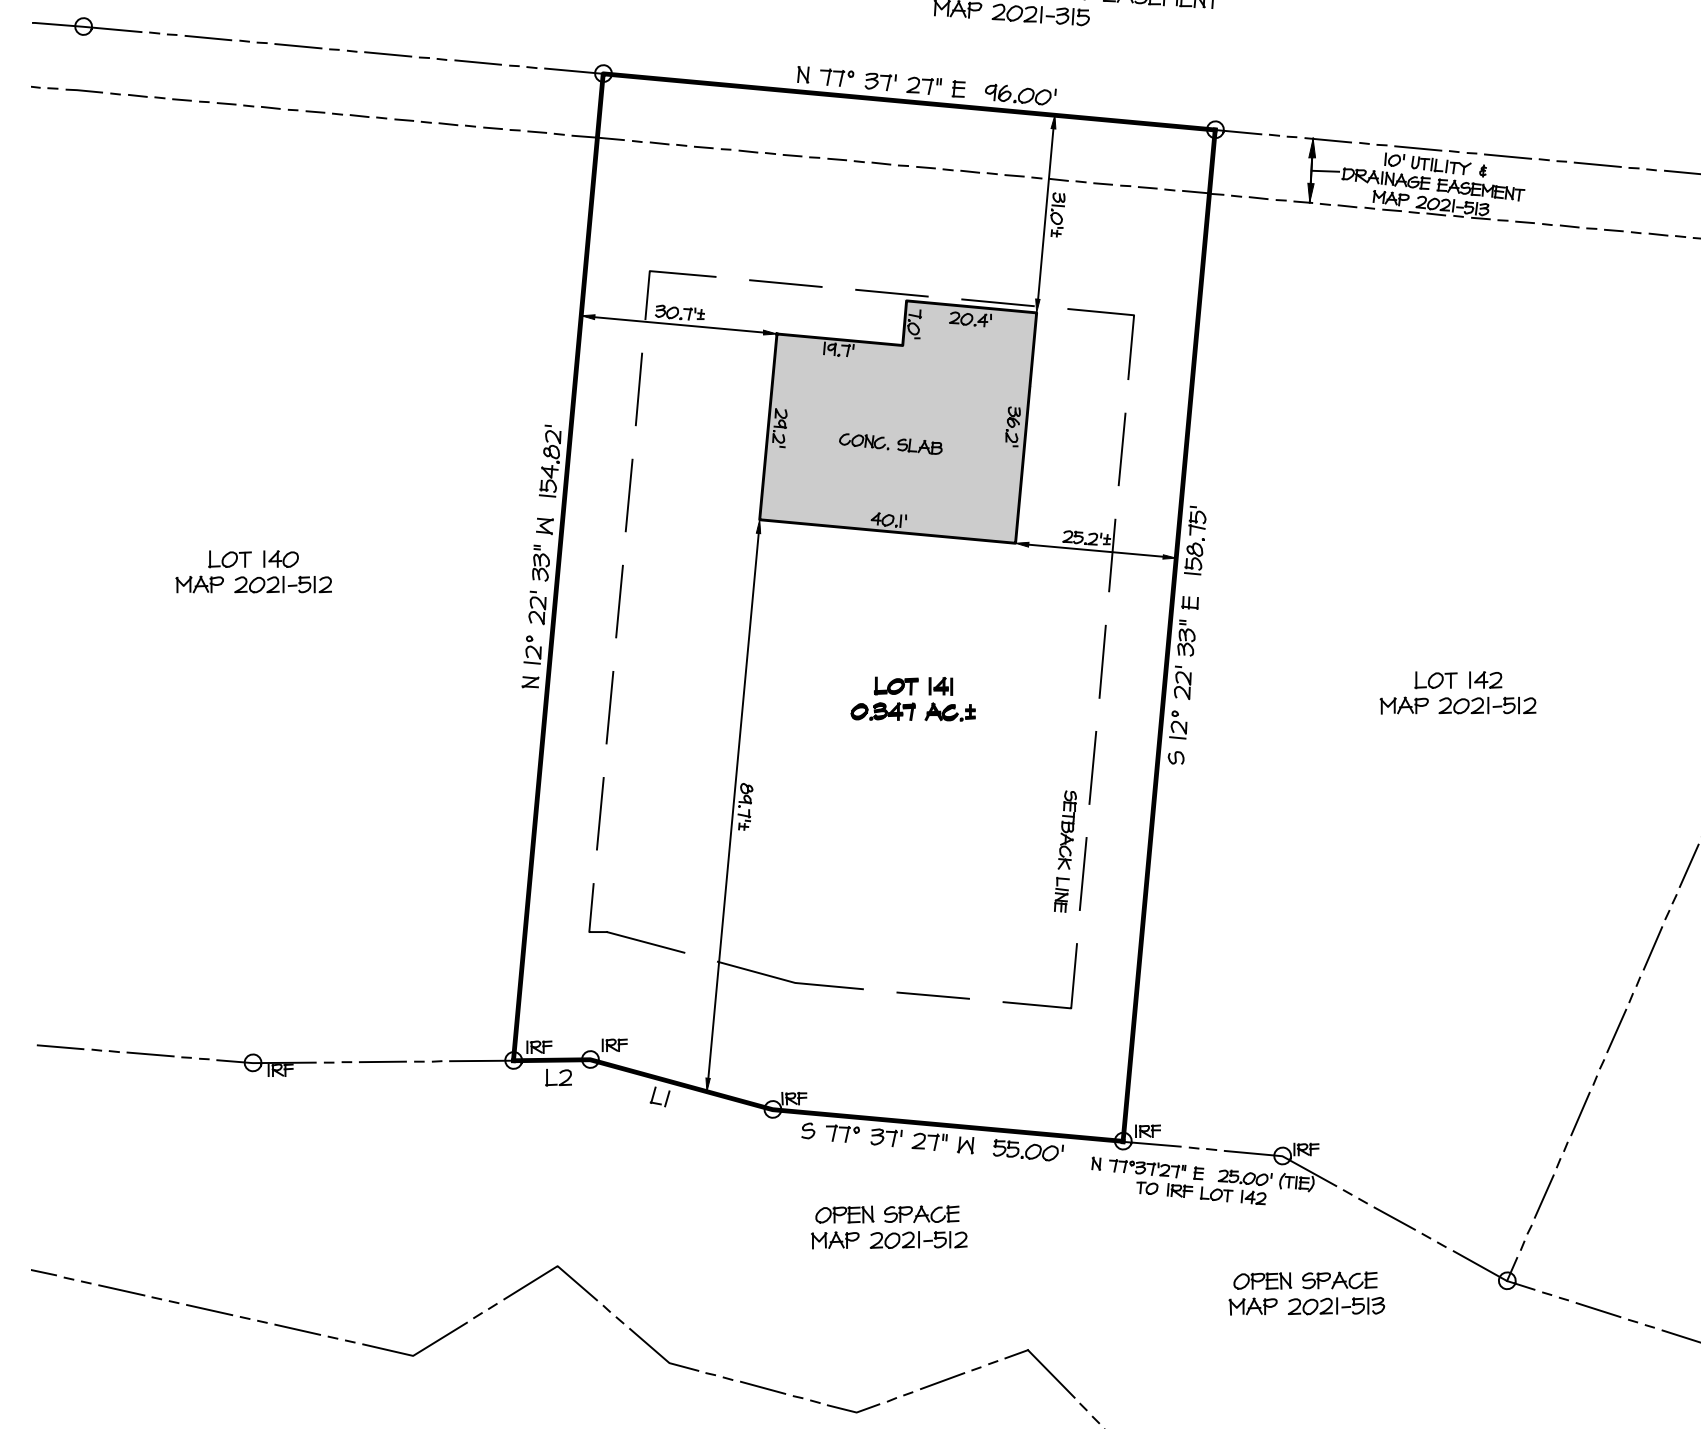 EASEMENT
MAP 2021-315
N 77° 37' 27" E 96.00'
10' UTILITY &
DRAINAGE EASEMENT
MAP 2021-513
31.0'±
30.7'±
19.7'
7.0'
20.4'
29.2'
36.2'
CONC. SLAB
40.1'
25.2'±
N 12° 22' 33" W 154.82'
S 12° 22' 33" E 158.75'
LOT 140
MAP 2021-512
LOT 141
0.347 AC.±
LOT 142
MAP 2021-512
89.7'±
SETBACK LINE
IRF
IRF
IRF
L2
L1
IRF
S 77° 37' 27" W 55.00'
IRF
IRF
N 77°37'27" E 25.00' (TIE)
TO IRF LOT 142
OPEN SPACE
MAP 2021-512
OPEN SPACE
MAP 2021-513